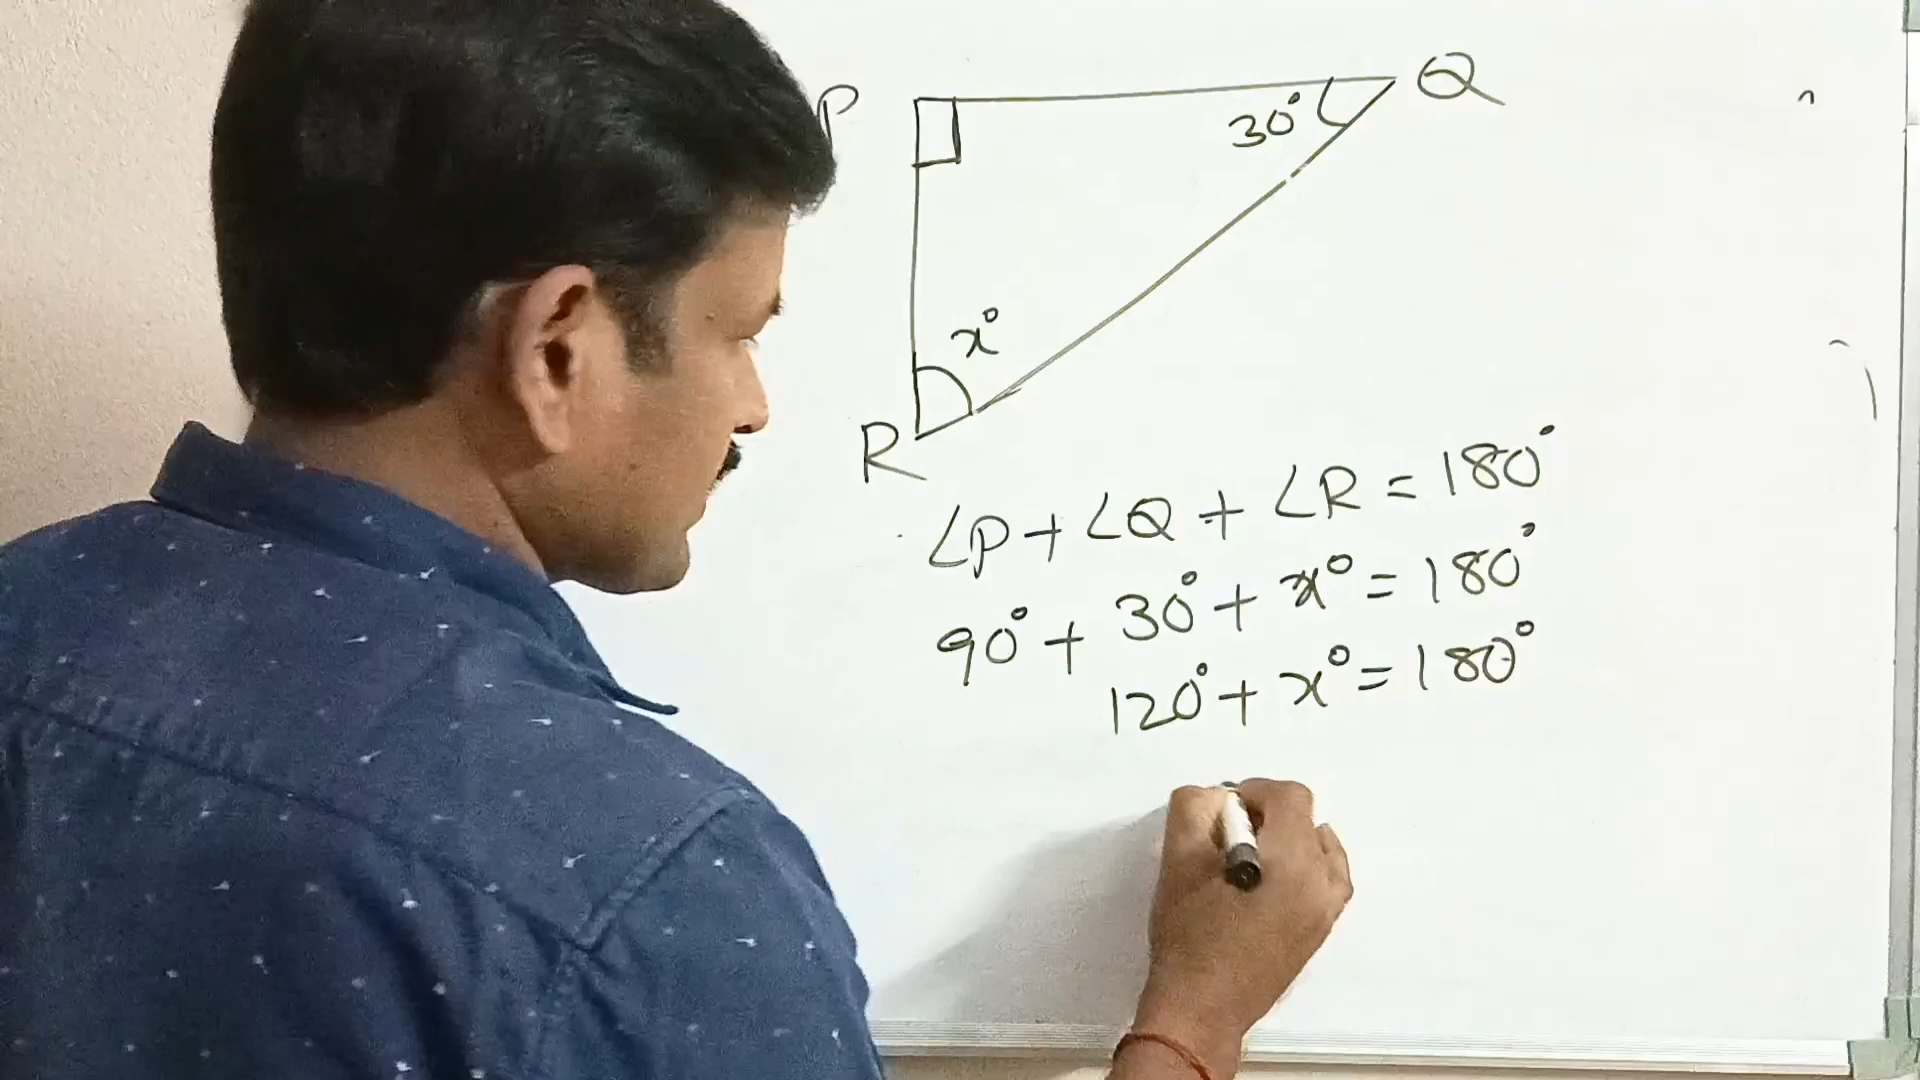 P
Q
30°
x°
R
∠P + ∠Q + ∠R = 180°
90° + 30° + x° = 180°
120° + x° = 180°